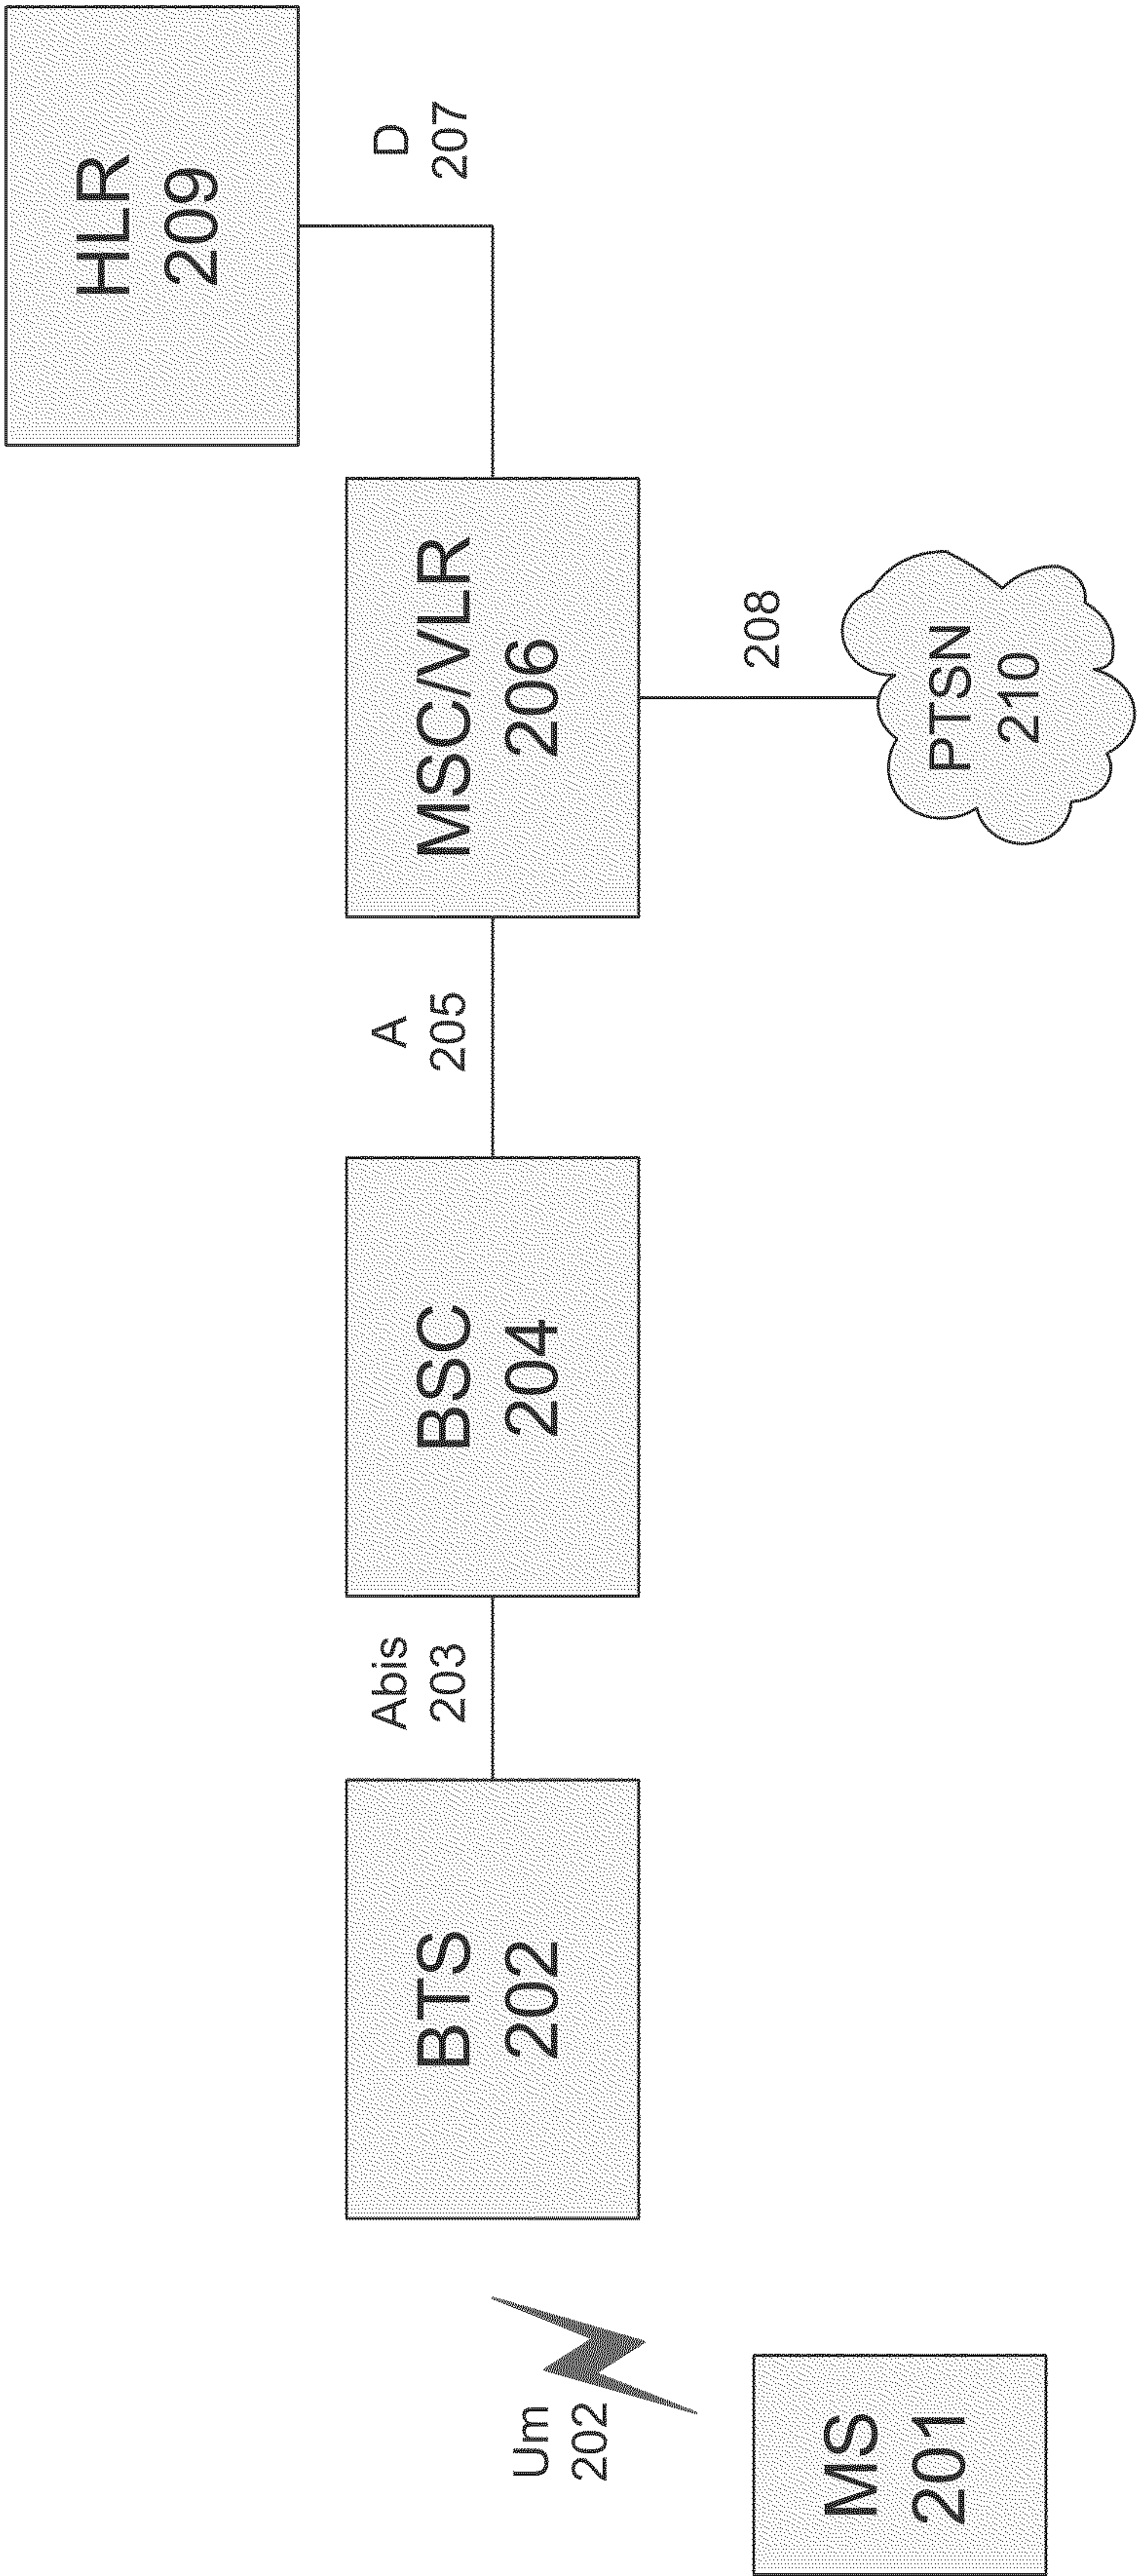 HLR
209
D
207
MSC/VLR
206
208
PTSN
210
A
205
BSC
204
Abis
203
BTS
202
Um
202
MS
201